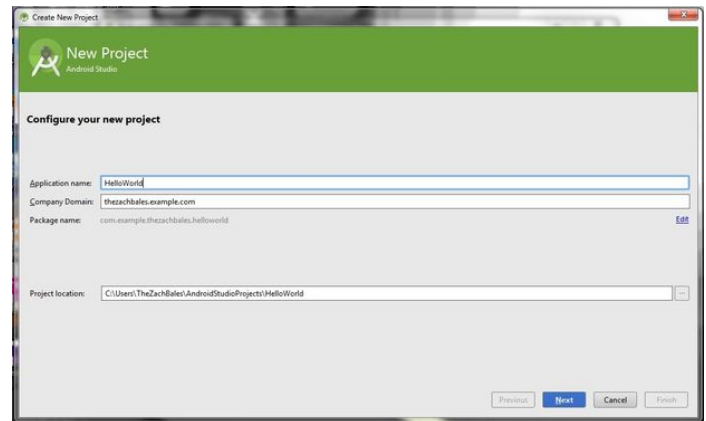 Create New Project
New Project
Android Studio
Configure your new project
Application name: HelloWorld
Company Domain: thezachbales.example.com
Package name: com.example.thezachbales.helloworld Edit
Project location: C:\Users\TheZachBales\AndroidStudioProjects\HelloWorld ...
Previous Next Cancel Finish